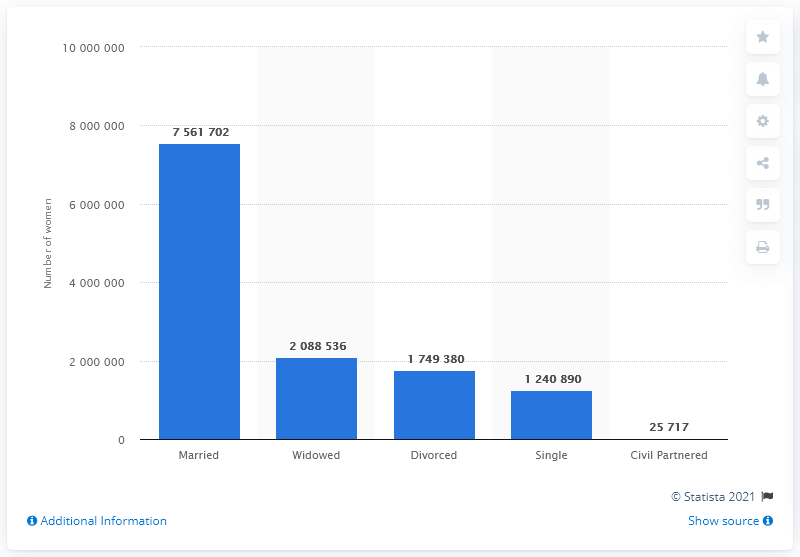 10 000 000
8 000 000
6 000 000
4 000 000
2 000 000
0
Number of women
7 561 702
2 088 536
1 749 380
1 240 890
25 717
Married
Widowed
Divorced
Single
Civil Partnered
© Statista 2021
Additional Information
Show source